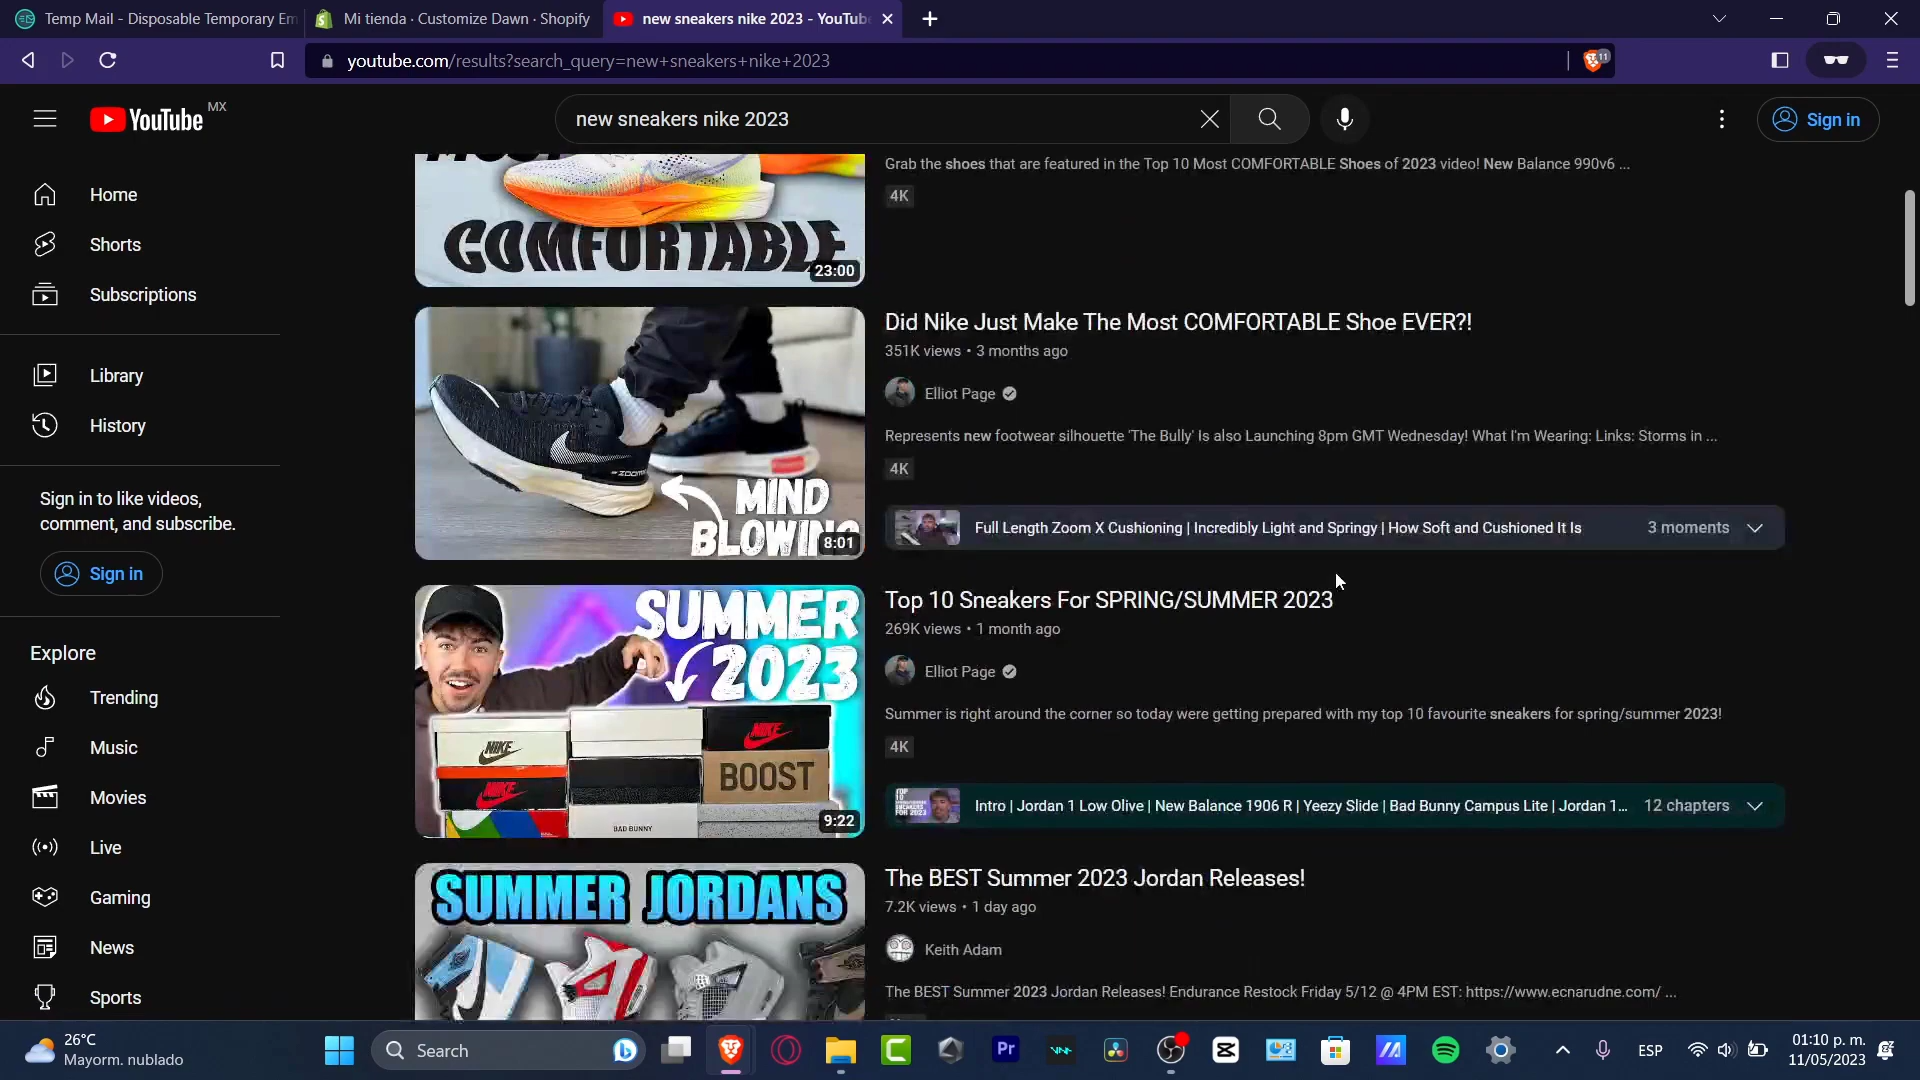 Temp Mail - Disposable Temporary Em
Mi tienda · Customize Dawn · Shopify
new sneakers nike 2023 - YouTube
youtube.com/results?search_query=new+sneakers+nike+2023
11
YouTube
MX
new sneakers nike 2023
Sign in
Home
Shorts
Subscriptions
Library
History
Sign in to like videos,
comment, and subscribe.
Sign in
Explore
Trending
Music
Movies
Live
Gaming
News
Sports
COMFORTABLE
23:00
Grab the shoes that are featured in the Top 10 Most COMFORTABLE Shoes of 2023 video! New Balance 990v6 ...
4K
MIND
BLOWING
8:01
Did Nike Just Make The Most COMFORTABLE Shoe EVER?!
351K views • 3 months ago
Elliot Page
Represents new footwear silhouette 'The Bully' Is also Launching 8pm GMT Wednesday! What I'm Wearing: Links: Storms in ...
4K
Full Length Zoom X Cushioning | Incredibly Light and Springy | How Soft and Cushioned It Is
3 moments
SUMMER
2023
NIKE
NIKE
NIKE
BOOST
BAD BUNNY
9:22
Top 10 Sneakers For SPRING/SUMMER 2023
269K views • 1 month ago
Elliot Page
Summer is right around the corner so today were getting prepared with my top 10 favourite sneakers for spring/summer 2023!
4K
Intro | Jordan 1 Low Olive | New Balance 1906 R | Yeezy Slide | Bad Bunny Campus Lite | Jordan 1...
12 chapters
SUMMER JORDANS
The BEST Summer 2023 Jordan Releases!
7.2K views • 1 day ago
Keith Adam
The BEST Summer 2023 Jordan Releases! Endurance Restock Friday 5/12 @ 4PM EST: https://www.ecnarudne.com/ ...
26°C
Mayorm. nublado
Search
Pr
ESP
01:10 p. m.
11/05/2023